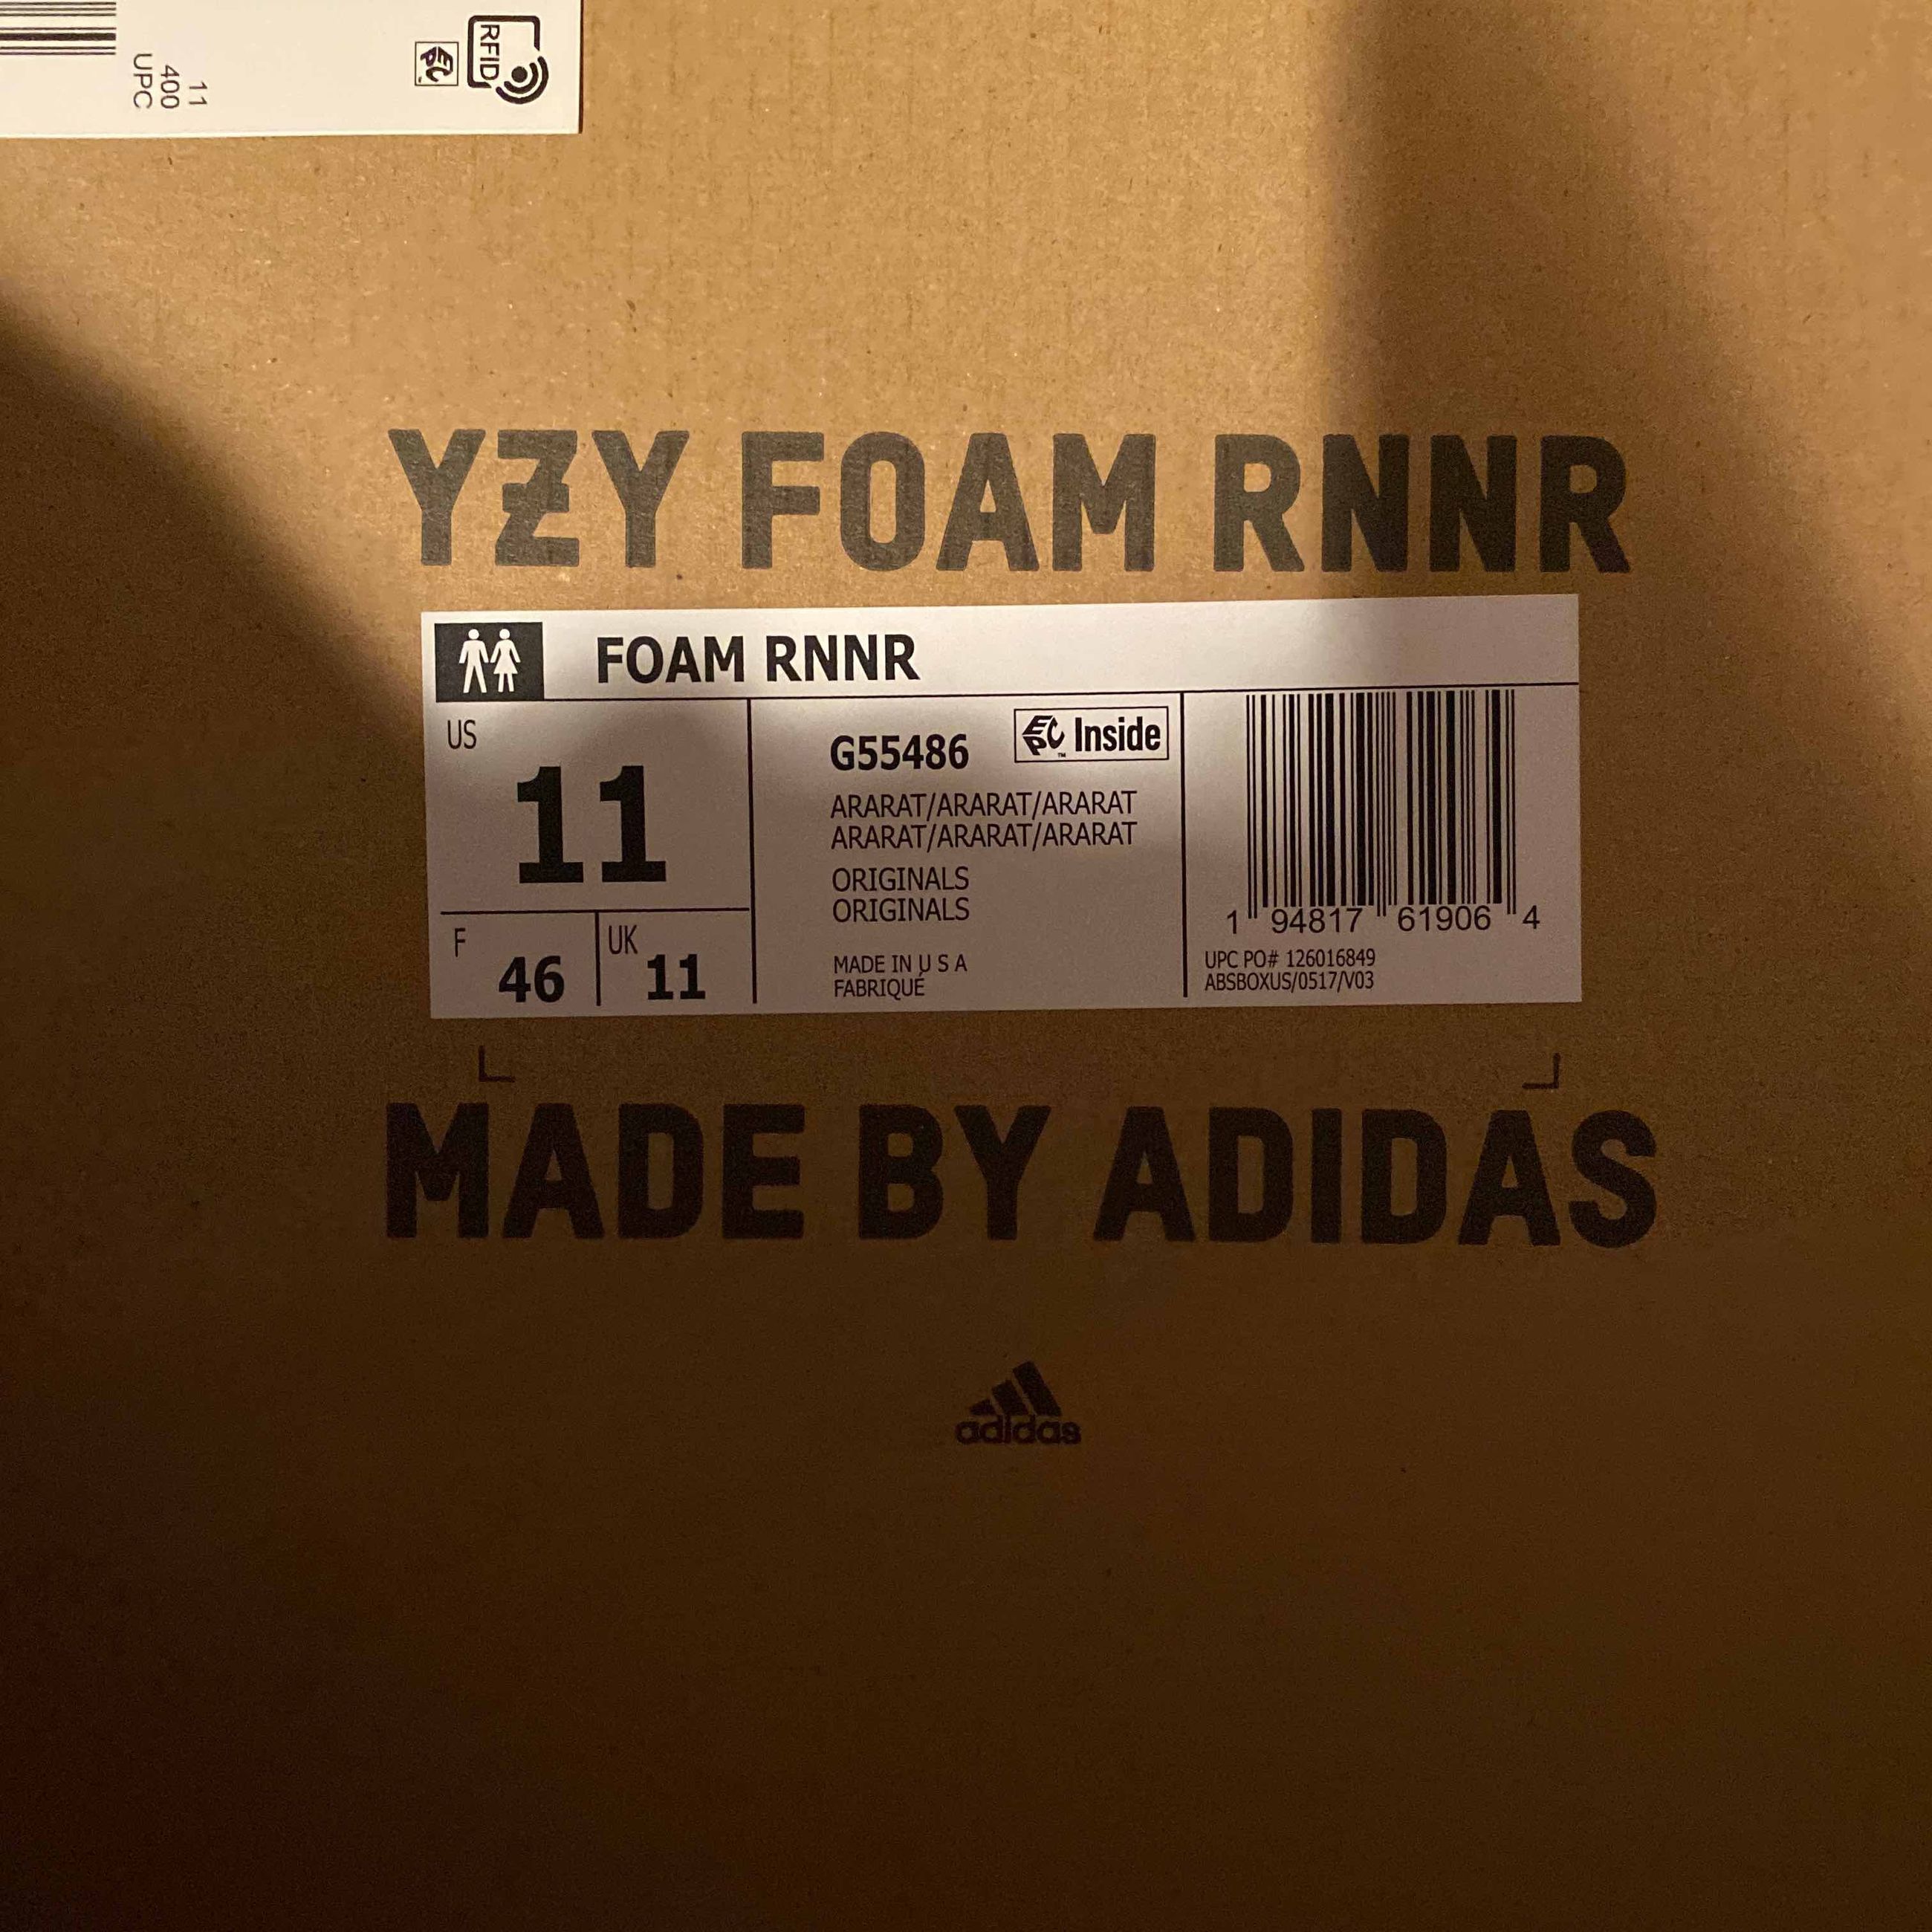 RFID
EPC
11
400
UPC
YZY FOAM RNNR
FOAM RNNR
US
11
F
46
UK
11
G55486
EPC Inside
ARARAT/ARARAT/ARARAT
ARARAT/ARARAT/ARARAT
ORIGINALS
ORIGINALS
MADE IN U S A
FABRIQUÉ
1 94817 61906 4
UPC PO# 126016849
ABSBOXUS/0517/V03
MADE BY ADIDAS
adidas